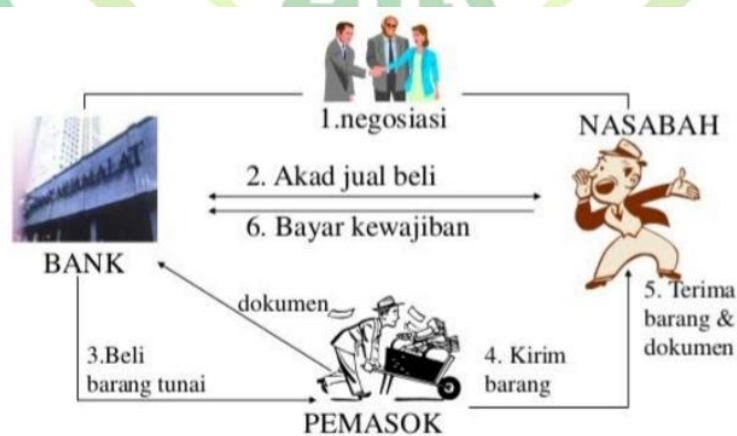 1.negosiasi
NASABAH
2. Akad jual beli
6. Bayar kewajiban
BANK
dokumen
5. Terima
barang &
dokumen
3.Beli
barang tunai
4. Kirim
barang
PEMASOK